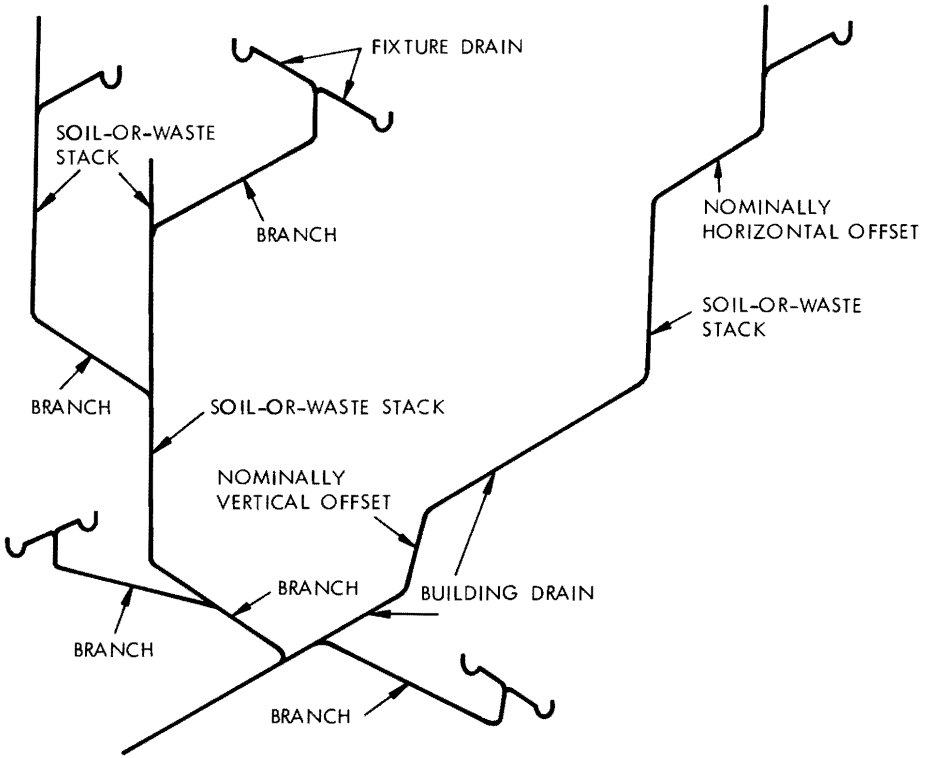 FIXTURE DRAIN
SOIL-OR-WASTE
STACK
BRANCH
NOMINALLY
HORIZONTAL OFFSET
SOIL-OR-WASTE
STACK
BRANCH
SOIL-OR-WASTE STACK
NOMINALLY
VERTICAL OFFSET
BRANCH
BUILDING DRAIN
BRANCH
BRANCH